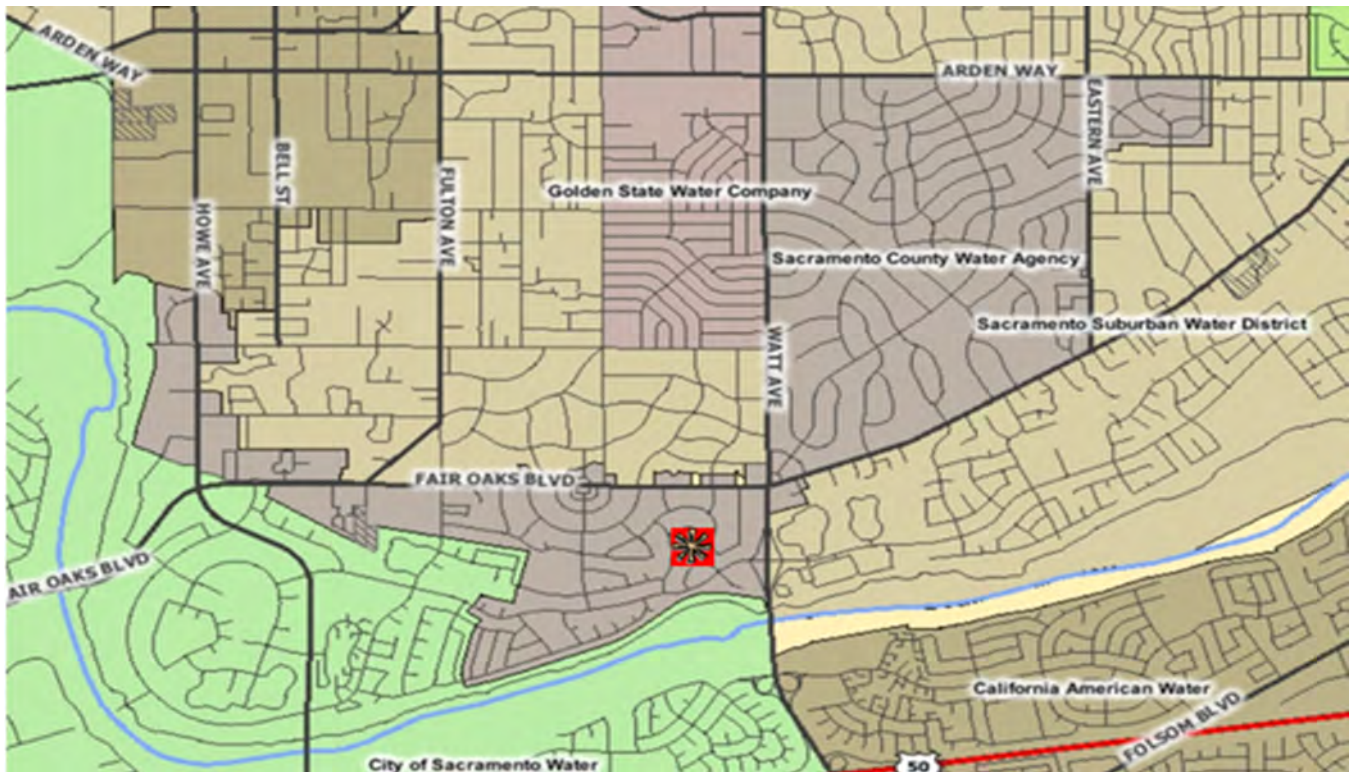 ARDEN WAY
ARDEN WAY
EASTERN AVE
BELL ST
FULTON AVE
Golden State Water Company
HOWE AVE
Sacramento County Water Agency
Sacramento Suburban Water District
WATT AVE
FAIR OAKS BLVD
AIR OAKS BLVD
California American Water
FOLSOM BLVD
City of Sacramento Water
50